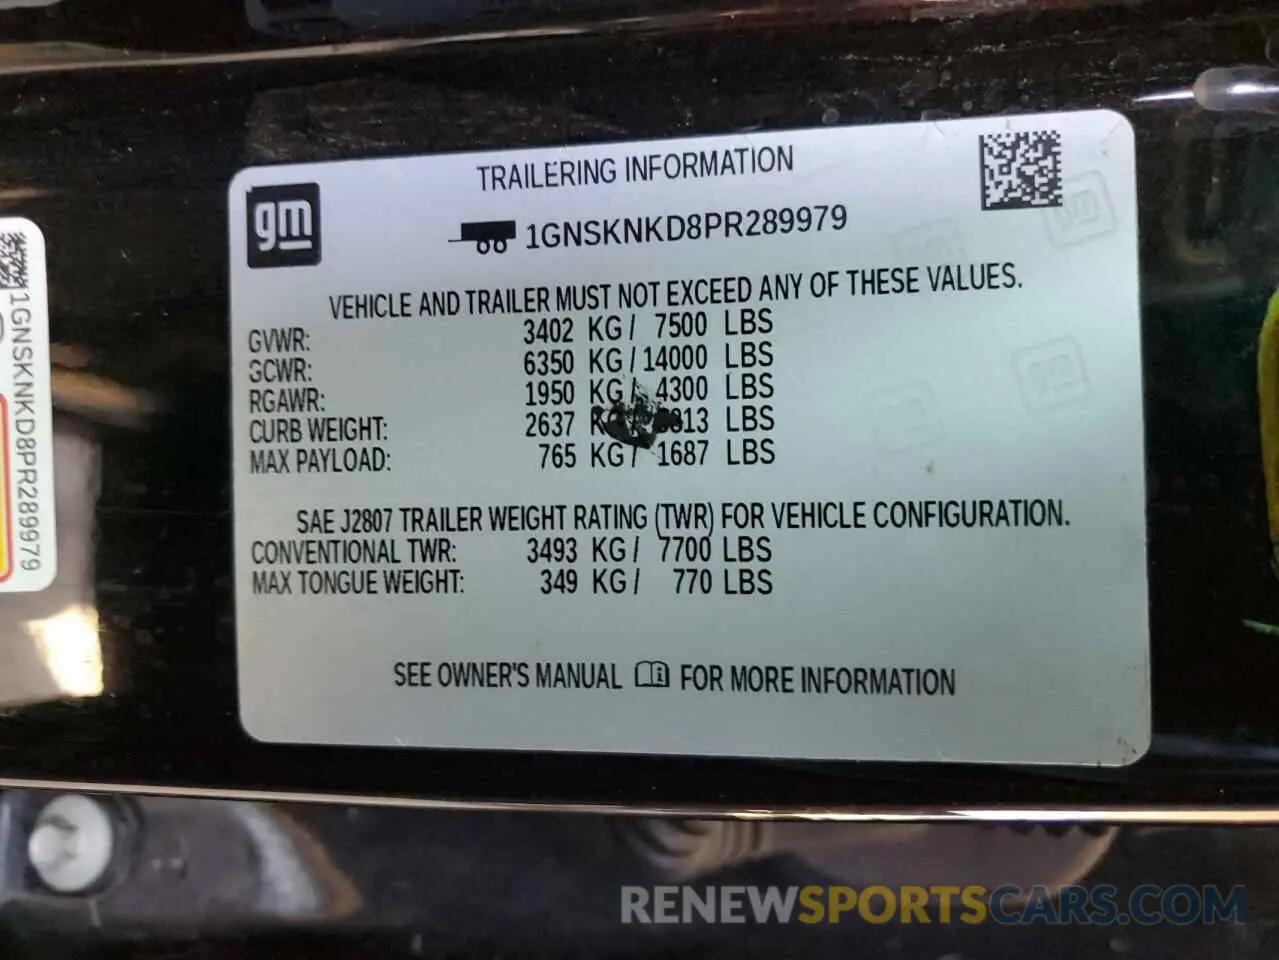 gm
TRAILERING INFORMATION
1GNSKNKD8PR289979
VEHICLE AND TRAILER MUST NOT EXCEED ANY OF THESE VALUES.
GVWR: 3402 KG / 7500 LBS
GCWR: 6350 KG / 14000 LBS
RGAWR: 1950 KG / 4300 LBS
CURB WEIGHT: 2637 LBS
MAX PAYLOAD: 765 KG / 1687 LBS
SAE J2807 TRAILER WEIGHT RATING (TWR) FOR VEHICLE CONFIGURATION.
CONVENTIONAL TWR: 3493 KG / 7700 LBS
MAX TONGUE WEIGHT: 349 KG / 770 LBS
SEE OWNER'S MANUAL FOR MORE INFORMATION
1GNSKNKD8PR289979
RENEWSPORTSCARS.COM